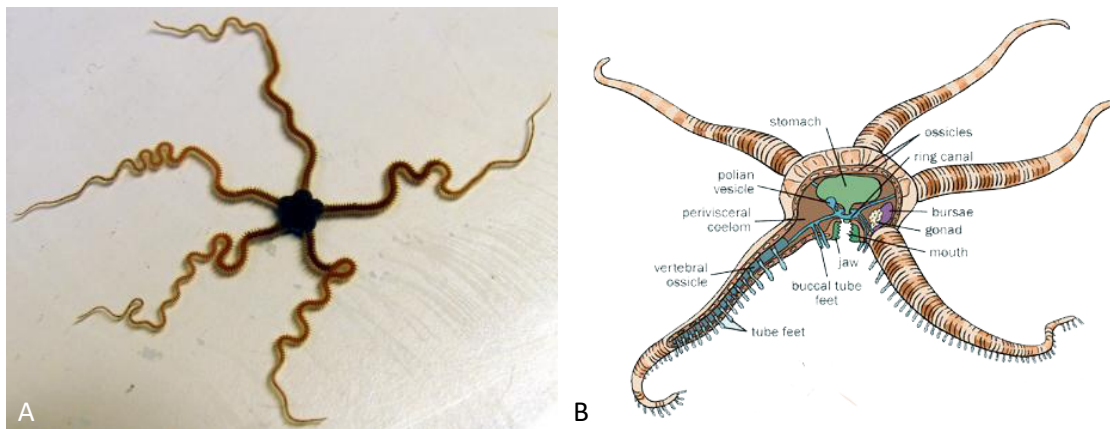 stomach
ossicles
ring canal
polian
vesicle
perivisceral
coelom
bursae
gonad
mouth
jaw
vertebral
ossicle
buccal tube
feet
tube feet
A
B